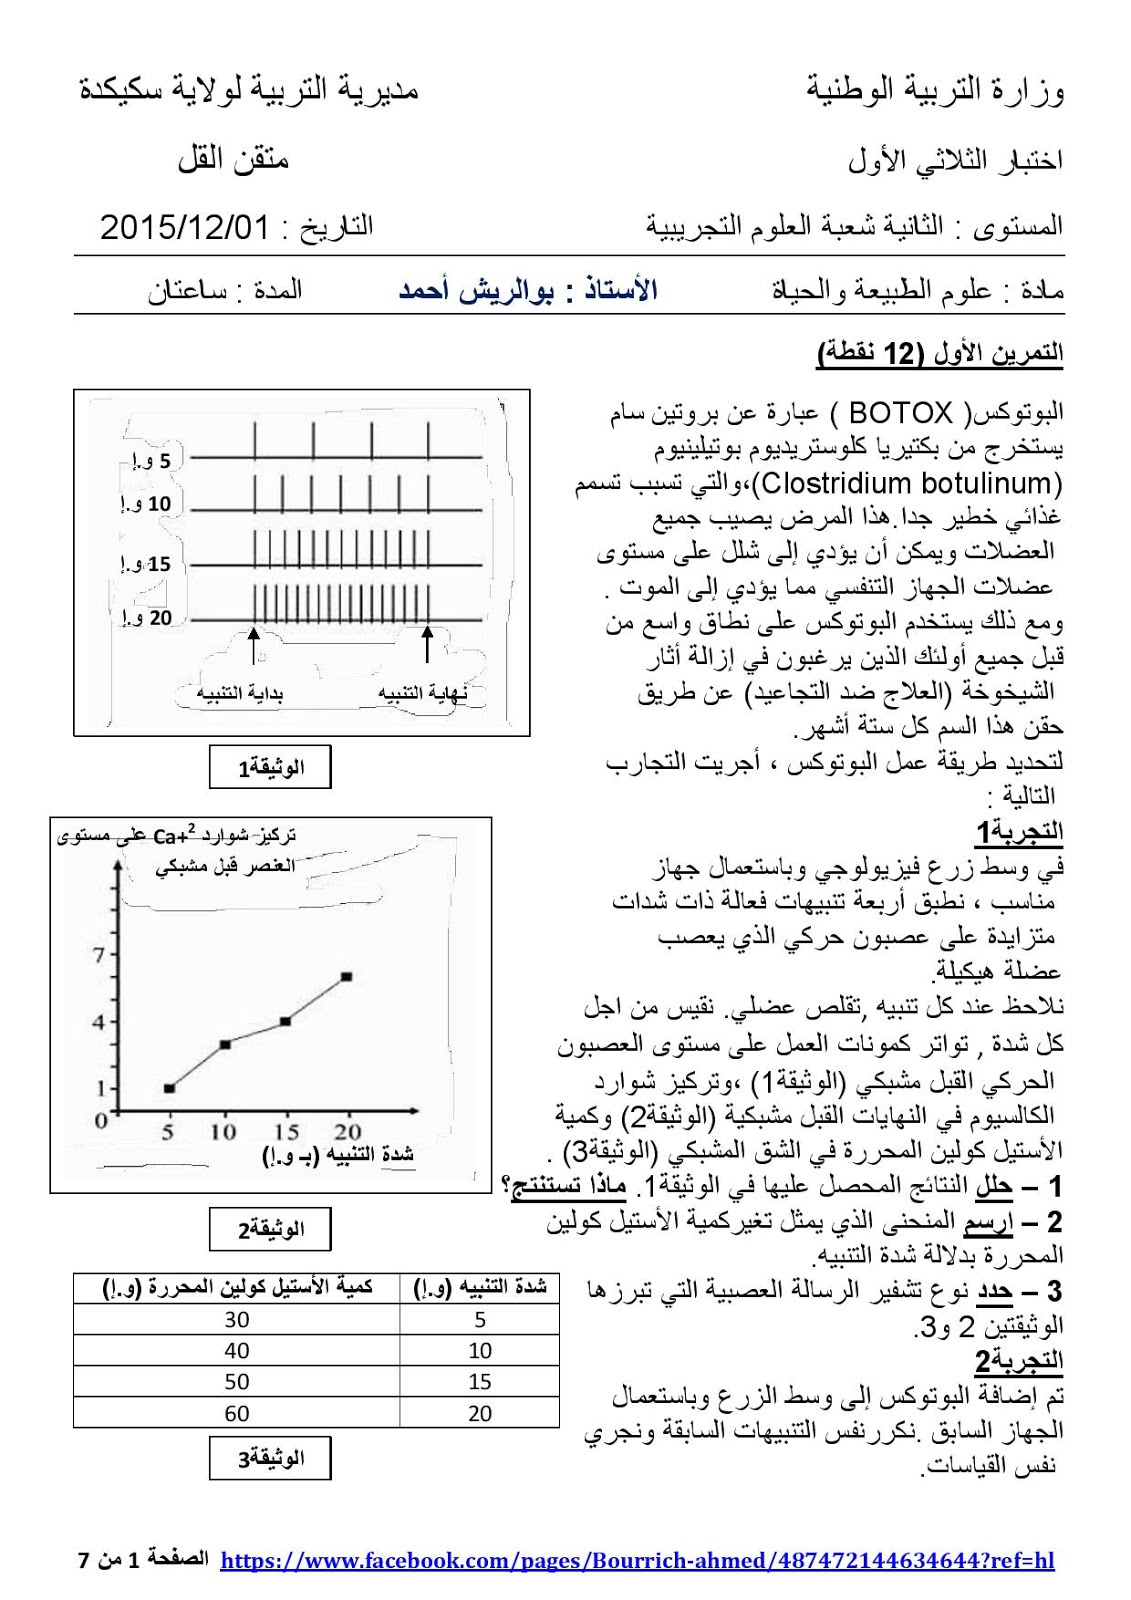 وزارة التربية الوطنية مديرية التربية لولاية سكيكدة
اختبار الثلاثي الأول متقن القل
المستوى : الثانية شعبة العلوم التجريبية التاريخ : 2015/12/01
مادة : علوم الطبيعة والحياة الأستاذ : بوالريش أحمد المدة : ساعتان
التمرين الأول (12 نقطة)
البوتوكس( BOTOX ) عبارة عن بروتين سام
يستخرج من بكتيريا كلوستريديوم بوتيلينيوم
(Clostridium botulinum)،والتي تسبب تسمم
غذائي خطير جدا.هذا المرض يصيب جميع
العضلات ويمكن أن يؤدي إلى شلل على مستوى
عضلات الجهاز التنفسي مما يؤدي إلى الموت .
ومع ذلك يستخدم البوتوكس على نطاق واسع من
قبل جميع أولئك الذين يرغبون في إزالة أثار
الشيخوخة (العلاج ضد التجاعيد) عن طريق
حقن هذا السم كل ستة أشهر.
لتحديد طريقة عمل البوتوكس ، أجريت التجارب
التالية :
التجربة1
في وسط زرع فيزيولوجي وباستعمال جهاز
مناسب ، نطبق أربعة تنبيهات فعالة ذات شدات
متزايدة على عصبون حركي الذي يعصب
عضلة هيكيلة.
نلاحظ عند كل تنبيه ,تقلص عضلي. نقيس من اجل
كل شدة , تواتر كمونات العمل على مستوى العصبون
الحركي القبل مشبكي (الوثيقة1) ،وتركيز شوارد
الكالسيوم في النهايات القبل مشبكية (الوثيقة2) وكمية
الأستيل كولين المحررة في الشق المشبكي (الوثيقة3) .
1 – حلل النتائج المحصل عليها في الوثيقة1. ماذا تستنتج؟
2 – ارسم المنحنى الذي يمثل تغيركمية الأستيل كولين
المحررة بدلالة شدة التنبيه.
3 – حدد نوع تشفير الرسالة العصبية التي تبرزها
الوثيقتين 2 و3.
التجربة2
تم إضافة البوتوكس إلى وسط الزرع وباستعمال
الجهاز السابق .نكررنفس التنبيهات السابقة ونجري
نفس القياسات.
5 و.إ
10 و.إ
15 و.إ
20 و.إ
بداية التنبيه نهاية التنبيه
الوثيقة1
تركيز شوارد Ca+2 على مستوى
العنصر قبل مشبكي
7
4
1
0
5 10 15 20
شدة التنبيه (بـ و.إ)
الوثيقة2
شدة التنبيه (و.إ) كمية الأستيل كولين المحررة (و.إ)
5 30
10 40
15 50
20 60
الوثيقة3
https://www.facebook.com/pages/Bourrich-ahmed/487472144634644?ref=hl الصفحة 1 من 7